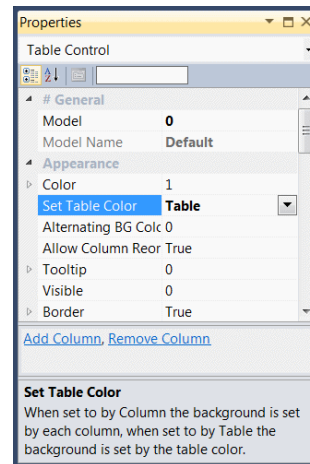 Properties
Table Control
# General
Model 0
Model Name Default
Appearance
Color 1
Set Table Color Table
Alternating BG Colo 0
Allow Column Reor True
Tooltip 0
Visible 0
Border True
Add Column, Remove Column
Set Table Color
When set to by Column the background is set
by each column, when set to by Table the
background is set by the table color.